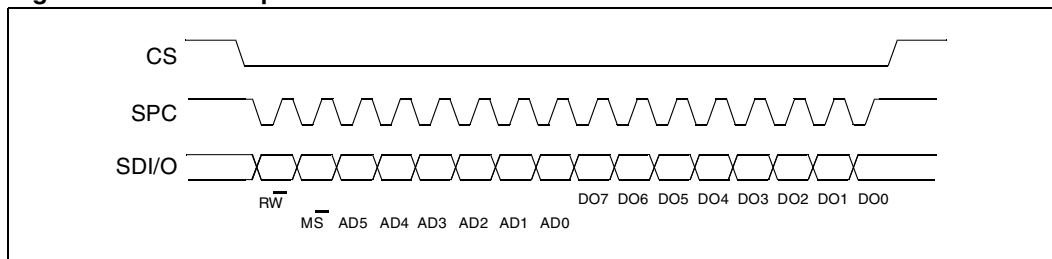 CS
SPC
SDI/O
RW̅ DO7 DO6 DO5 DO4 DO3 DO2 DO1 DO0
MS̅ AD5 AD4 AD3 AD2 AD1 AD0